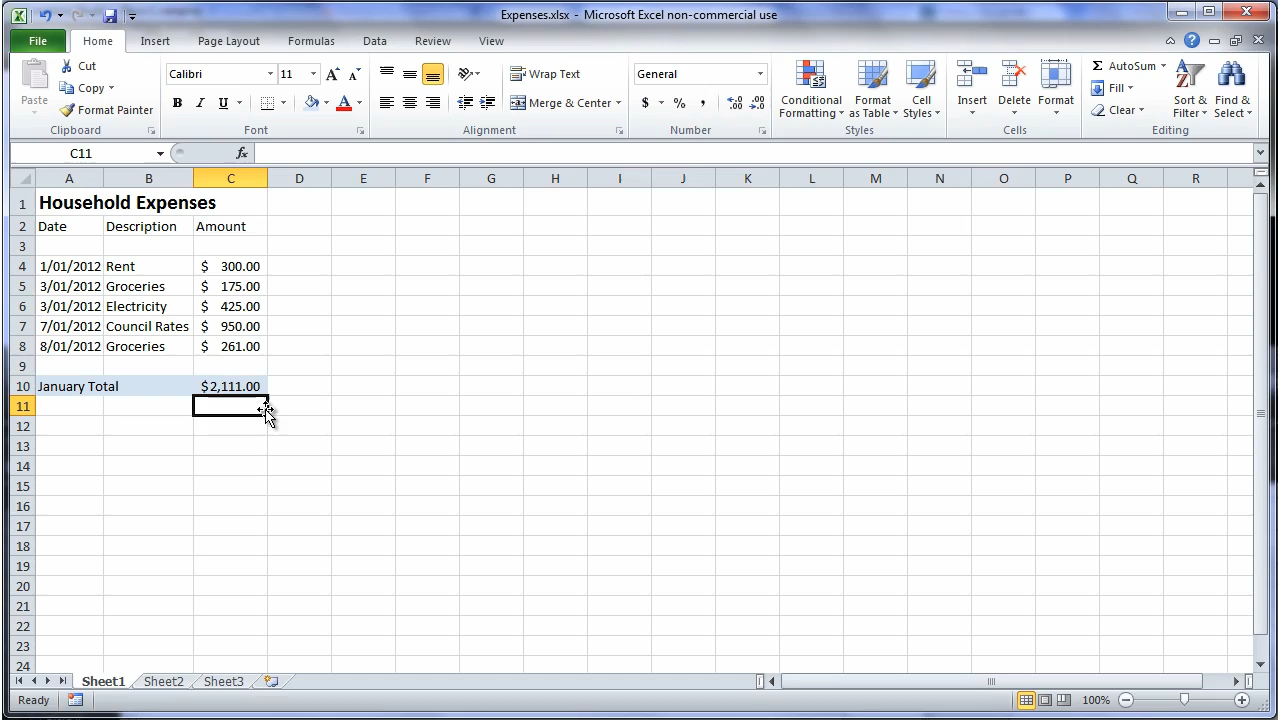 Expenses.xlsx - Microsoft Excel non-commercial use
File Home Insert Page Layout Formulas Data Review View
Paste Cut Copy Format Painter
Calibri 11
B I U
Wrap Text
Merge & Center
General
$ % ,
Conditional Formatting Format as Table Cell Styles
Insert Delete Format
Σ AutoSum
Fill
Clear
Sort & Filter Find & Select
Clipboard Font Alignment Number Styles Cells Editing
C11 fx
A B C D E F G H I J K L M N O P Q R
1 Household Expenses
2 Date Description Amount
3
4 1/01/2012 Rent $ 300.00
5 3/01/2012 Groceries $ 175.00
6 3/01/2012 Electricity $ 425.00
7 7/01/2012 Council Rates $ 950.00
8 8/01/2012 Groceries $ 261.00
9
10 January Total $2,111.00
11
12
13
14
15
16
17
18
19
20
21
22
23
24
Sheet1 Sheet2 Sheet3
Ready 100%